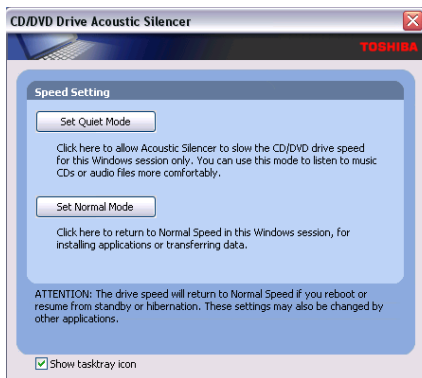 CD/DVD Drive Acoustic Silencer
TOSHIBA
Speed Setting
Set Quiet Mode
Click here to allow Acoustic Silencer to slow the CD/DVD drive speed
for this Windows session only. You can use this mode to listen to music
CDs or audio files more comfortably.
Set Normal Mode
Click here to return to Normal Speed in this Windows session, for
installing applications or transferring data.
ATTENTION: The drive speed will return to Normal Speed if you reboot or
resume from standby or hibernation. These settings may also be changed by
other applications.
Show tasktray icon